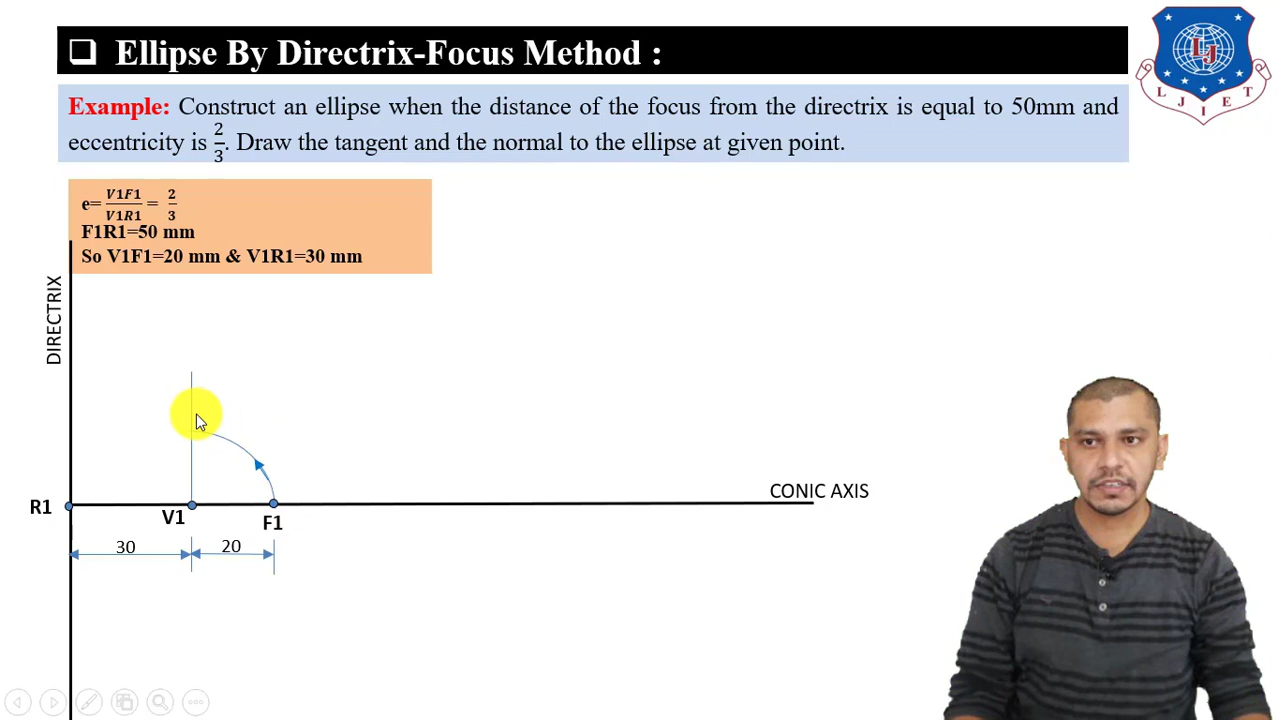 ❑ Ellipse By Directrix-Focus Method :
LJ
LJIET
Example: Construct an ellipse when the distance of the focus from the directrix is equal to 50mm and
eccentricity is 2/3. Draw the tangent and the normal to the ellipse at given point.
e= V1F1/V1R1 = 2/3
F1R1=50 mm
So V1F1=20 mm & V1R1=30 mm
DIRECTRIX
CONIC AXIS
R1
V1
F1
30
20